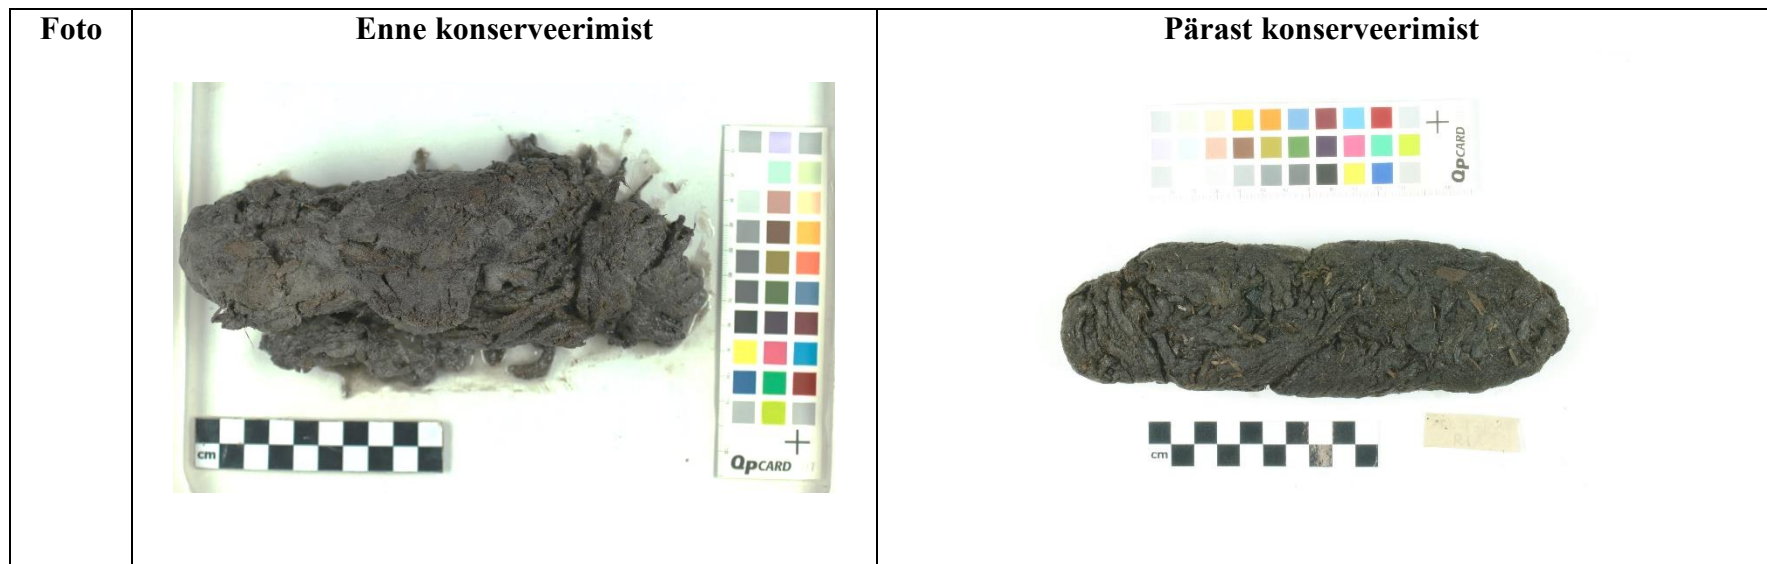 Foto
Enne konserveerimist
Pärast konserveerimist
cm
QPCARD
QPCARD
cm